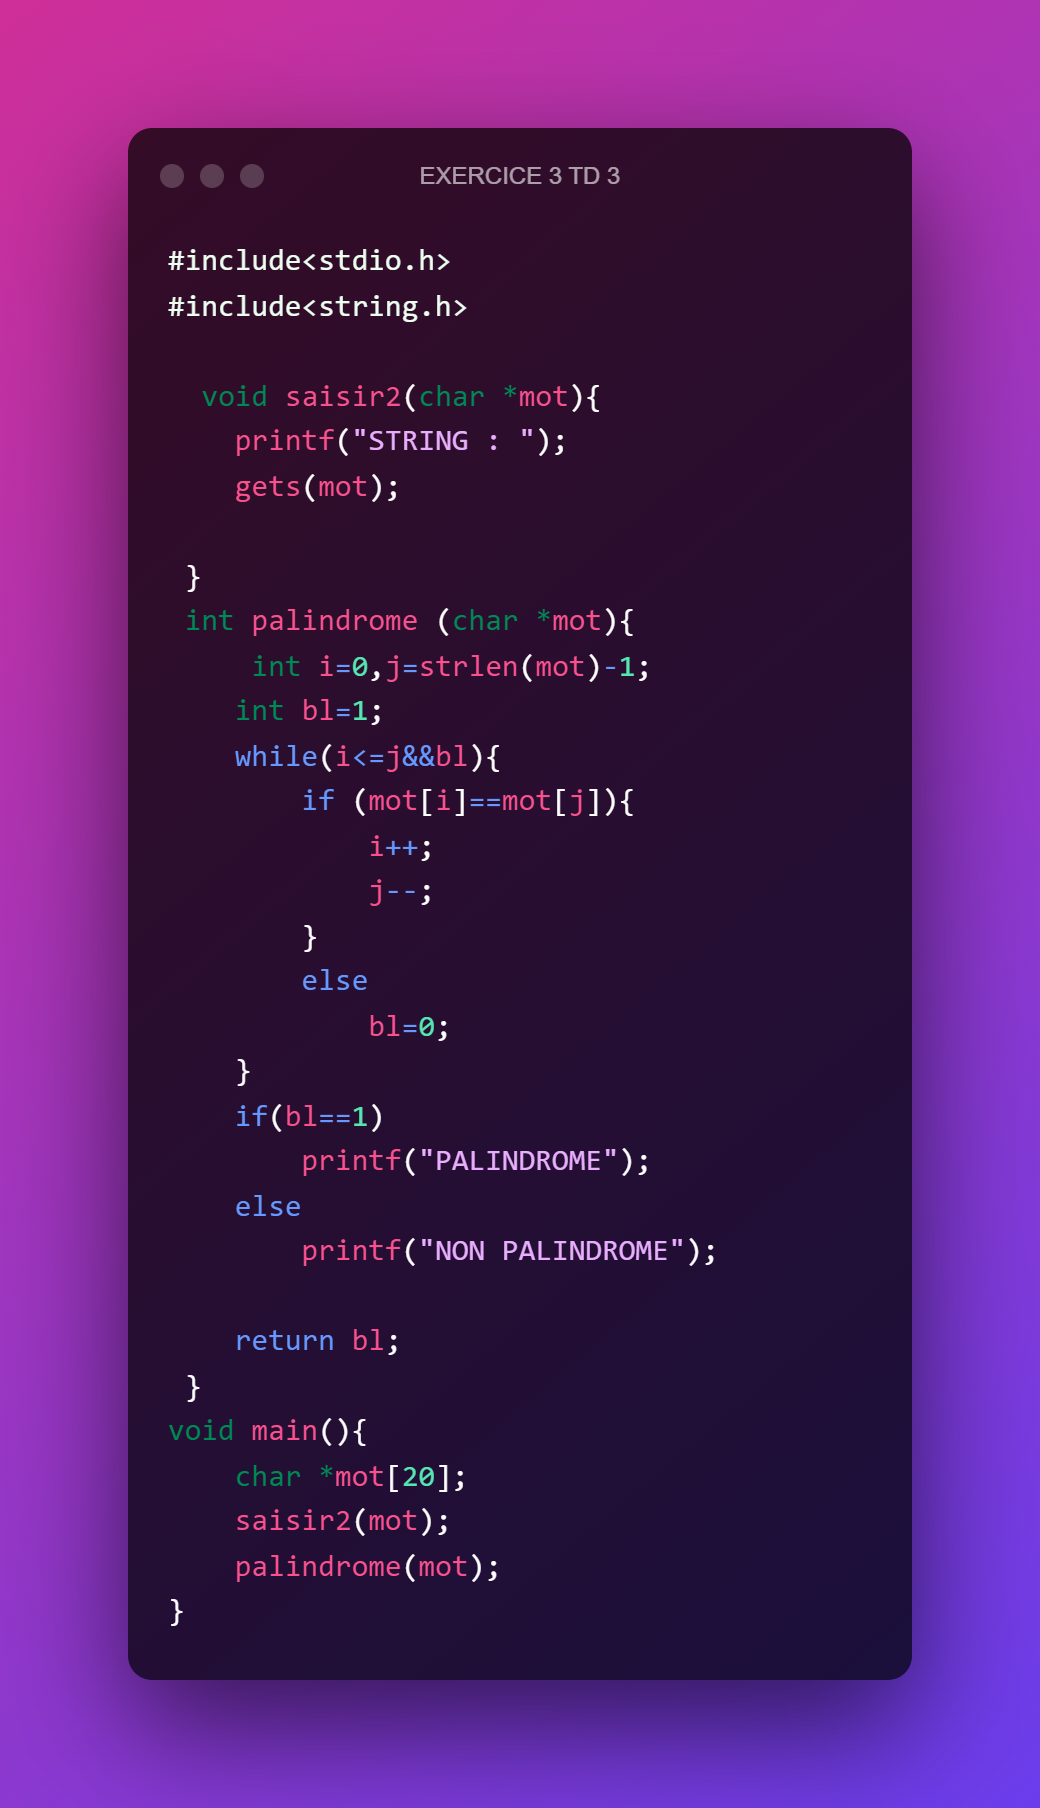 EXERCICE 3 TD 3
#include<stdio.h>
#include<string.h>
  void saisir2(char *mot){
    printf("STRING : ");
    gets(mot);
 }
 int palindrome (char *mot){
     int i=0,j=strlen(mot)-1;
    int bl=1;
    while(i<=j&&bl){
        if (mot[i]==mot[j]){
            i++;
            j--;
        }
        else
            bl=0;
    }
    if(bl==1)
        printf("PALINDROME");
    else
        printf("NON PALINDROME");
    return bl;
 }
void main(){
    char *mot[20];
    saisir2(mot);
    palindrome(mot);
}